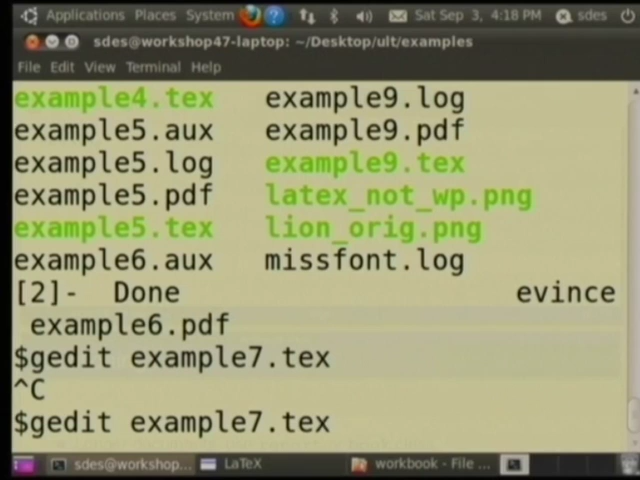 Applications Places System Sat Sep 3, 4:18 PM sdes
sdes@workshop47-laptop: ~/Desktop/ult/examples
File Edit View Terminal Help
example4.tex example9.log
example5.aux example9.pdf
example5.log example9.tex
example5.pdf latex_not_wp.png
example5.tex lion_orig.png
example6.aux missfont.log
[2]- Done evince
example6.pdf
$gedit example7.tex
^C
$gedit example7.tex
sdes@workshop... LaTeX workbook - File ...